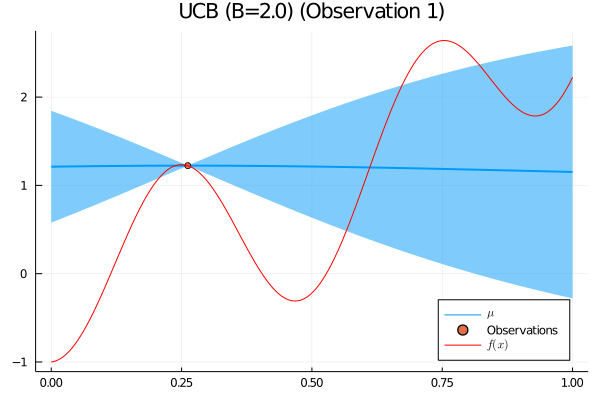 UCB (B=2.0) (Observation 1)
2
1
0
−1
0.00 0.25 0.50 0.75 1.00
μ
Observations
f(x)